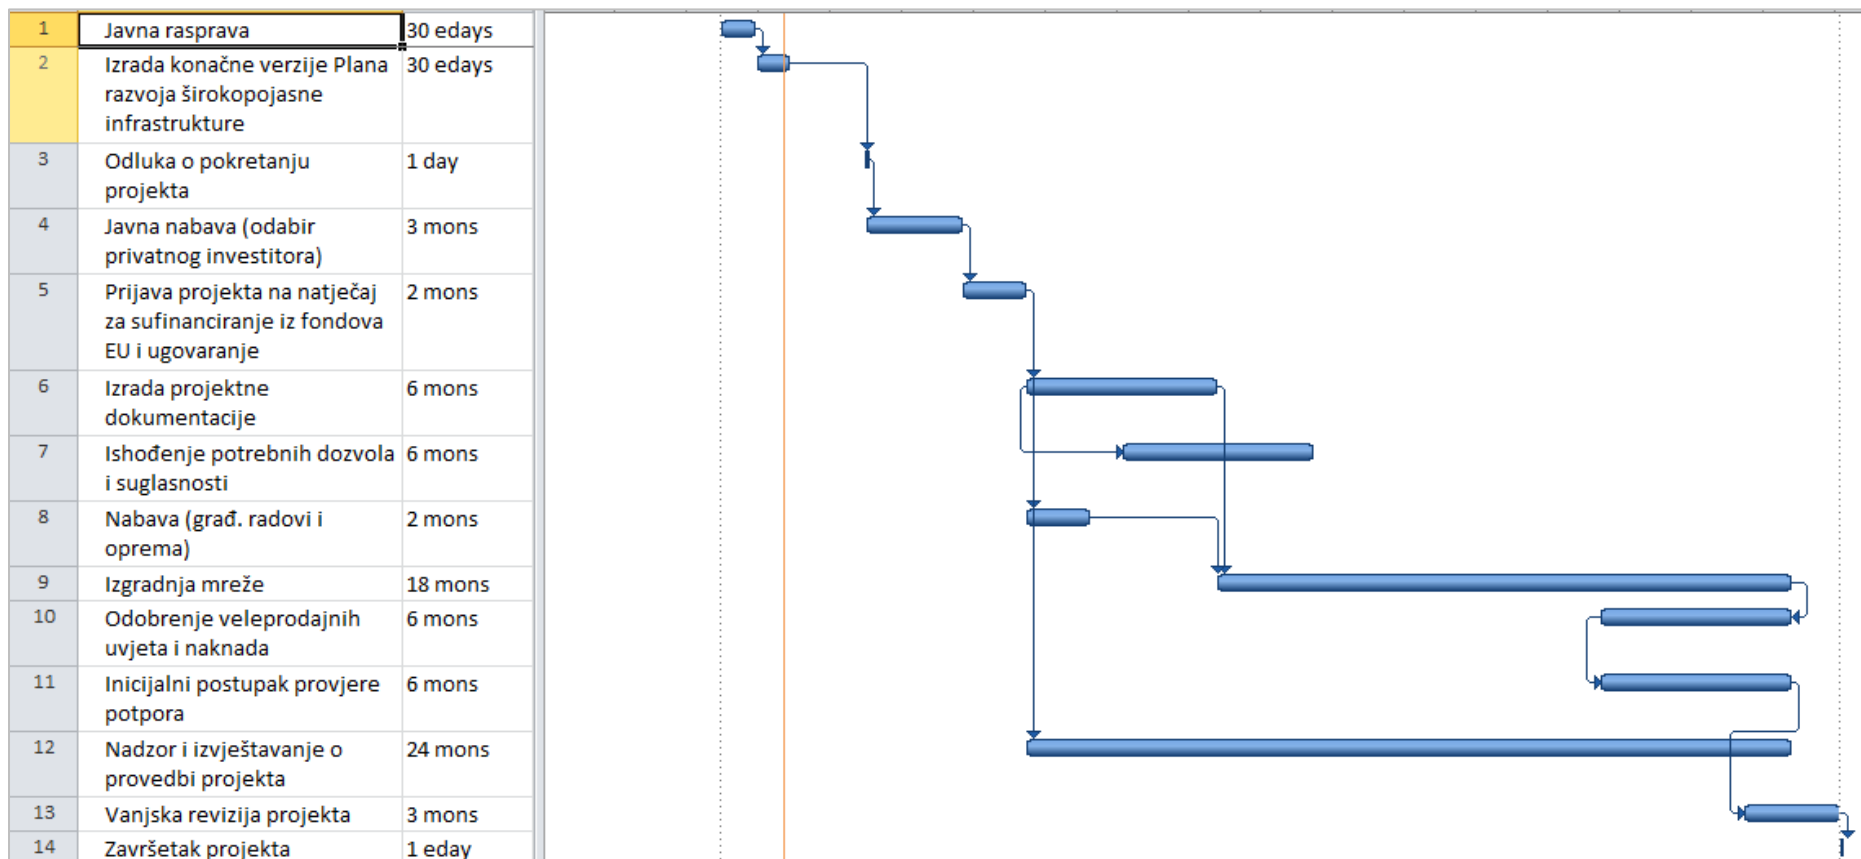 1 Javna rasprava 30 edays
2 Izrada konačne verzije Plana 30 edays
razvoja širokopojasne
infrastrukture
3 Odluka o pokretanju 1 day
projekta
4 Javna nabava (odabir 3 mons
privatnog investitora)
5 Prijava projekta na natječaj 2 mons
za sufinanciranje iz fondova
EU i ugovaranje
6 Izrada projektne 6 mons
dokumentacije
7 Ishođenje potrebnih dozvola 6 mons
i suglasnosti
8 Nabava (građ. radovi i 2 mons
oprema)
9 Izgradnja mreže 18 mons
10 Odobrenje veleprodajnih 6 mons
uvjeta i naknada
11 Inicijalni postupak provjere 6 mons
potpora
12 Nadzor i izvještavanje o 24 mons
provedbi projekta
13 Vanjska revizija projekta 3 mons
14 Završetak projekta 1 eday